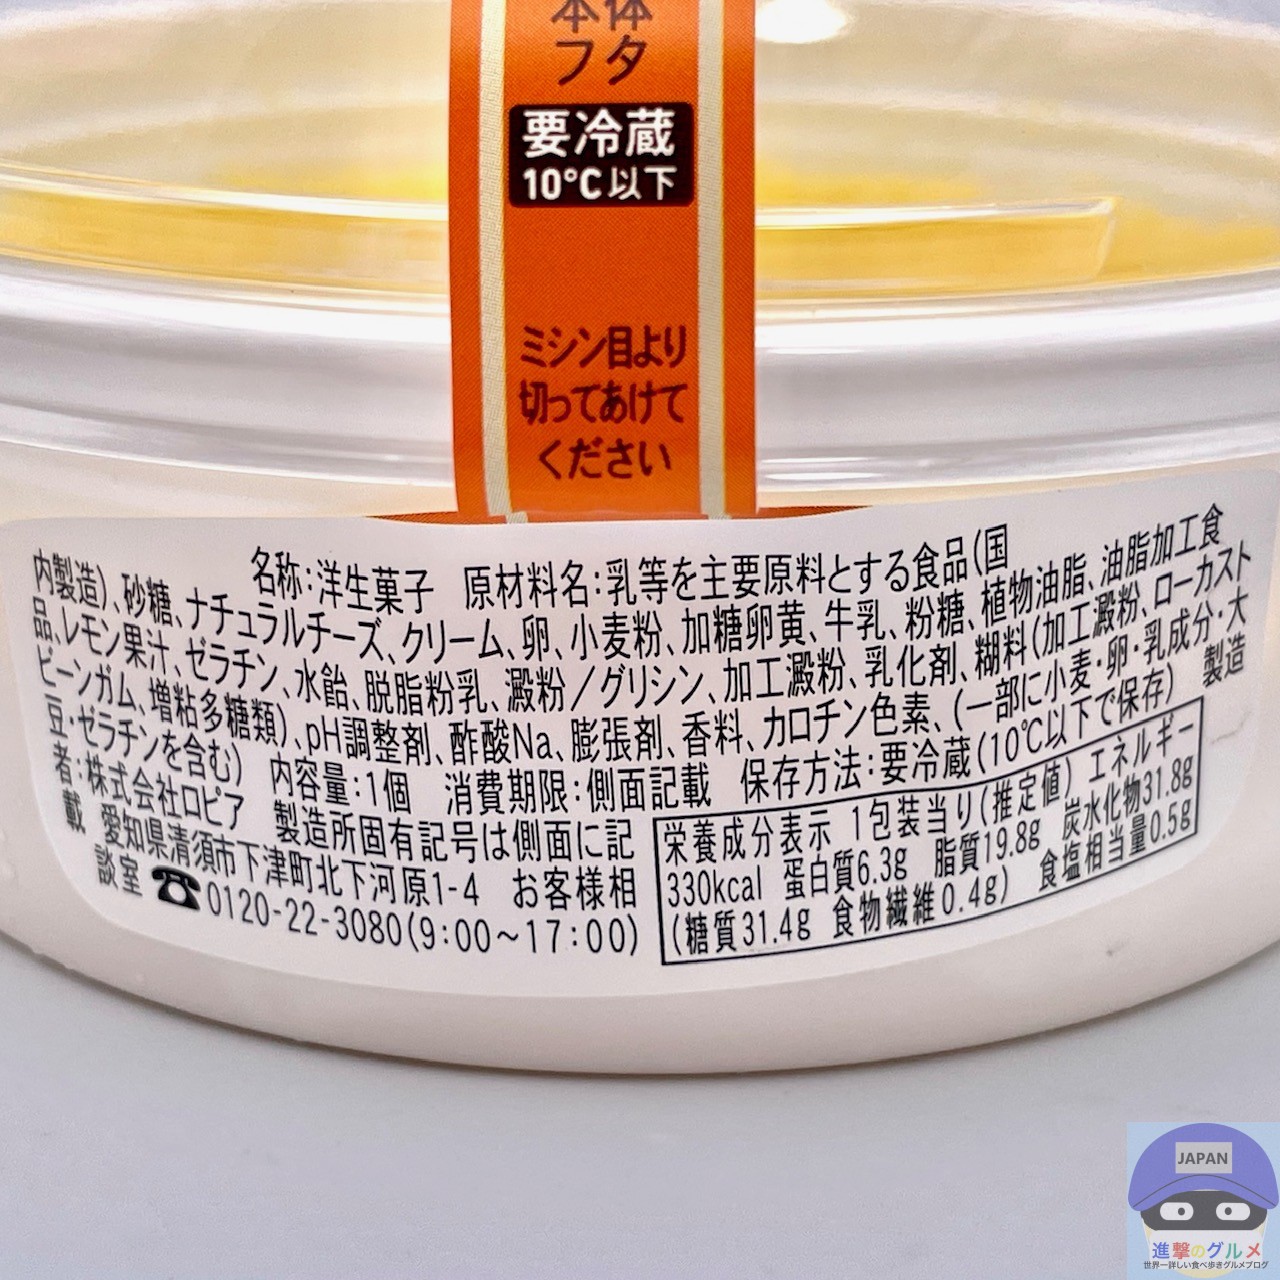 本体
フタ
要冷蔵
10℃以下
ミシン目より
切ってあけて
ください
名称:洋生菓子 原材料名:乳等を主要原料とする食品(国
内製造)、砂糖、ナチュラルチーズ、クリーム、卵、小麦粉、加糖卵黄、牛乳、粉糖、植物油脂、油脂加工食
品、レモン果汁、ゼラチン、水飴、脱脂粉乳、澱粉/グリシン、加工澱粉、乳化剤、糊料(加工澱粉、ローカスト
ビーンガム、増粘多糖類)、pH調整剤、酢酸Na、膨張剤、香料、カロチン色素、(一部に小麦・卵・乳成分・大
豆・ゼラチンを含む) 内容量:1個 消費期限:側面記載 保存方法:要冷蔵(10℃以下で保存) 製造
者:株式会社ロピア 製造所固有記号は側面に記
載 愛知県清須市下津町北下河原1-4 お客様相
談室 ☎0120-22-3080(9:00~17:00)
栄養成分表示 1包装当り(推定値) エネルギー
330kcal 蛋白質6.3g 脂質19.8g 炭水化物31.8g
(糖質31.4g 食物繊維0.4g) 食塩相当量0.5g
JAPAN
進撃のグルメ
世界一詳しい食べ歩きグルメブログ